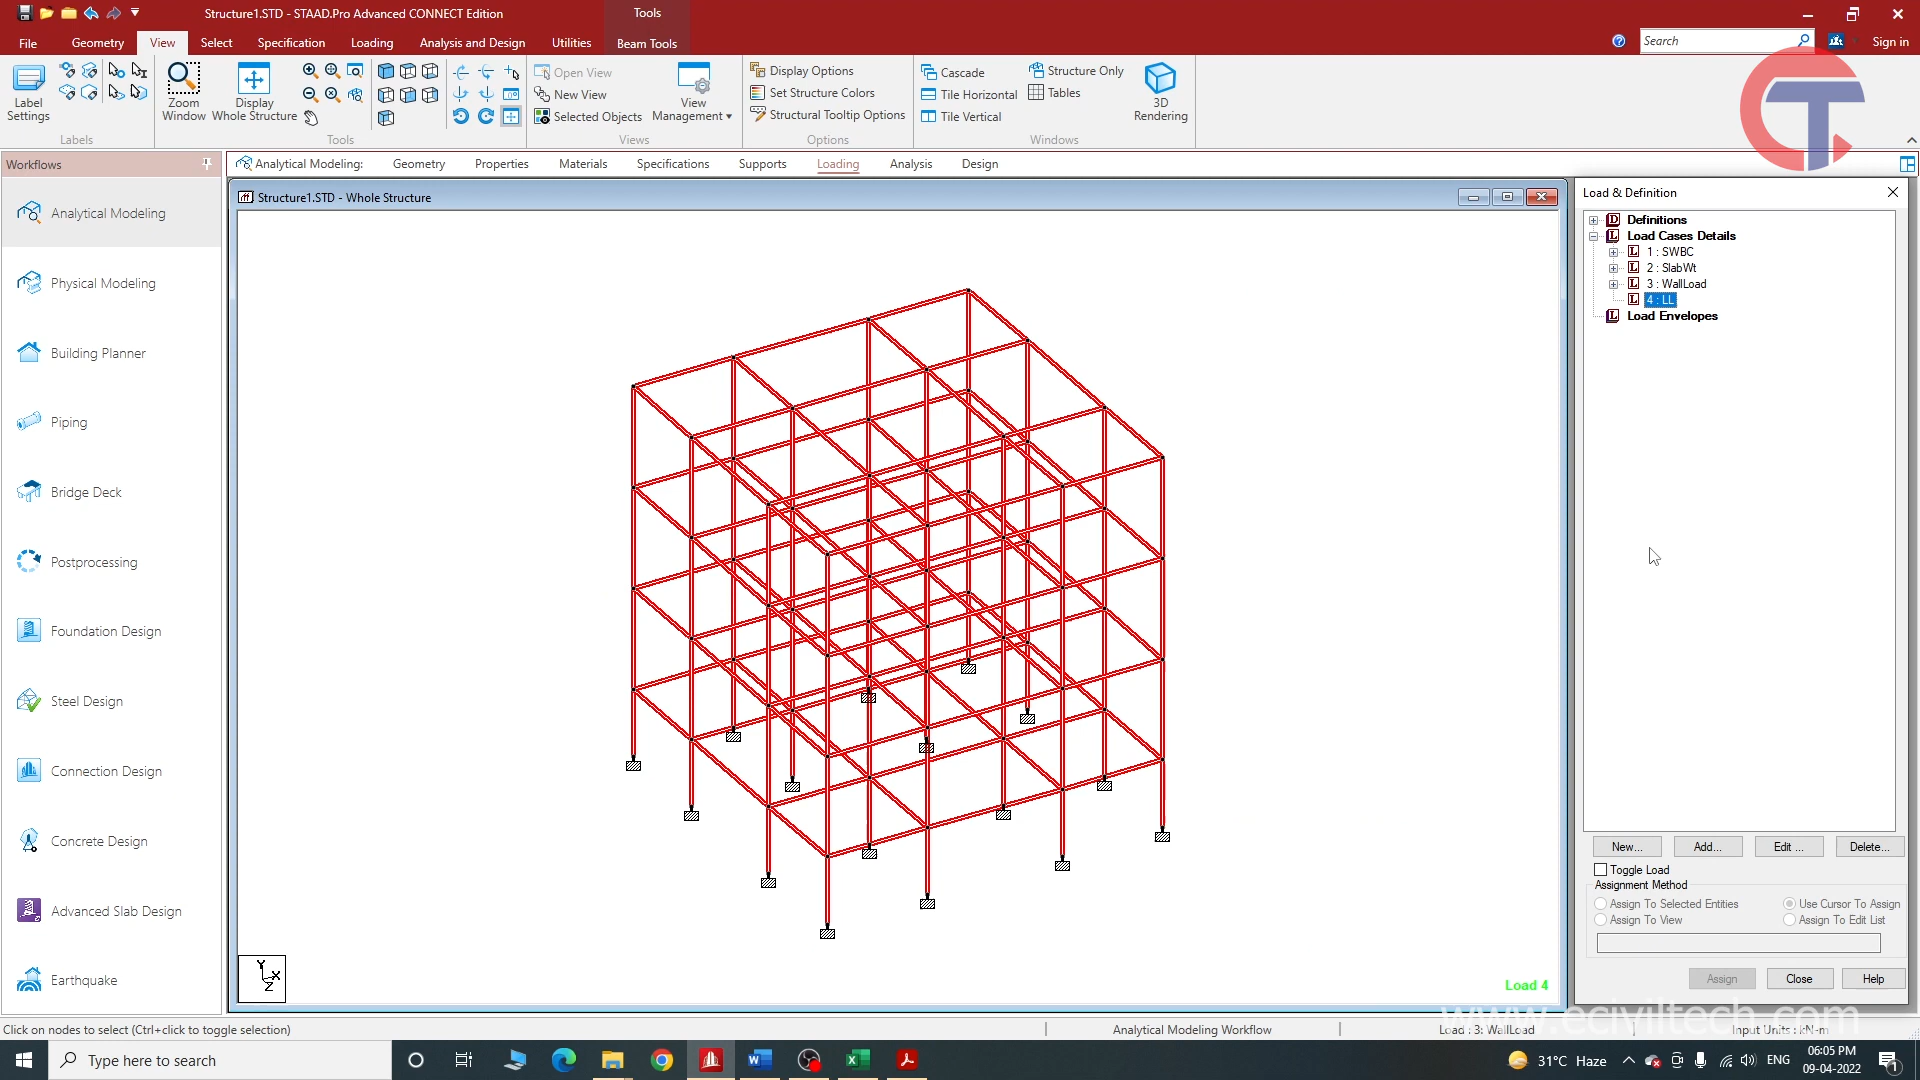 Structure1.STD - STAAD.Pro Advanced CONNECT Edition
Tools
File
Geometry
View
Select
Specification
Loading
Analysis and Design
Utilities
Beam Tools
Search
Sign in
Label Settings
Zoom Window
Display Whole Structure
Open View
New View
Selected Objects
View Management
Display Options
Set Structure Colors
Structural Tooltip Options
Cascade
Tile Horizontal
Tile Vertical
Structure Only
Tables
3D Rendering
Labels
Tools
Views
Options
Windows
Workflows
Analytical Modeling:
Geometry
Properties
Materials
Specifications
Supports
Loading
Analysis
Design
Analytical Modeling
Physical Modeling
Building Planner
Piping
Bridge Deck
Postprocessing
Foundation Design
Steel Design
Connection Design
Concrete Design
Advanced Slab Design
Earthquake
Structure1.STD - Whole Structure
Y
X
Z
Load 4
Load & Definition
D Definitions
L Load Cases Details
L 1 : SWBC
L 2 : SlabWt
L 3 : WallLoad
L 4 : LL
L Load Envelopes
New...
Add...
Edit ...
Delete...
Toggle Load
Assignment Method
Assign To Selected Entities
Use Cursor To Assign
Assign To View
Assign To Edit List
Assign
Close
Help
www.eciviltech.com
Click on nodes to select (Ctrl+click to toggle selection)
Analytical Modeling Workflow
Load : 3: WallLoad
Input Units : kN-m
Type here to search
31°C Haze
ENG
06:05 PM
09-04-2022
1